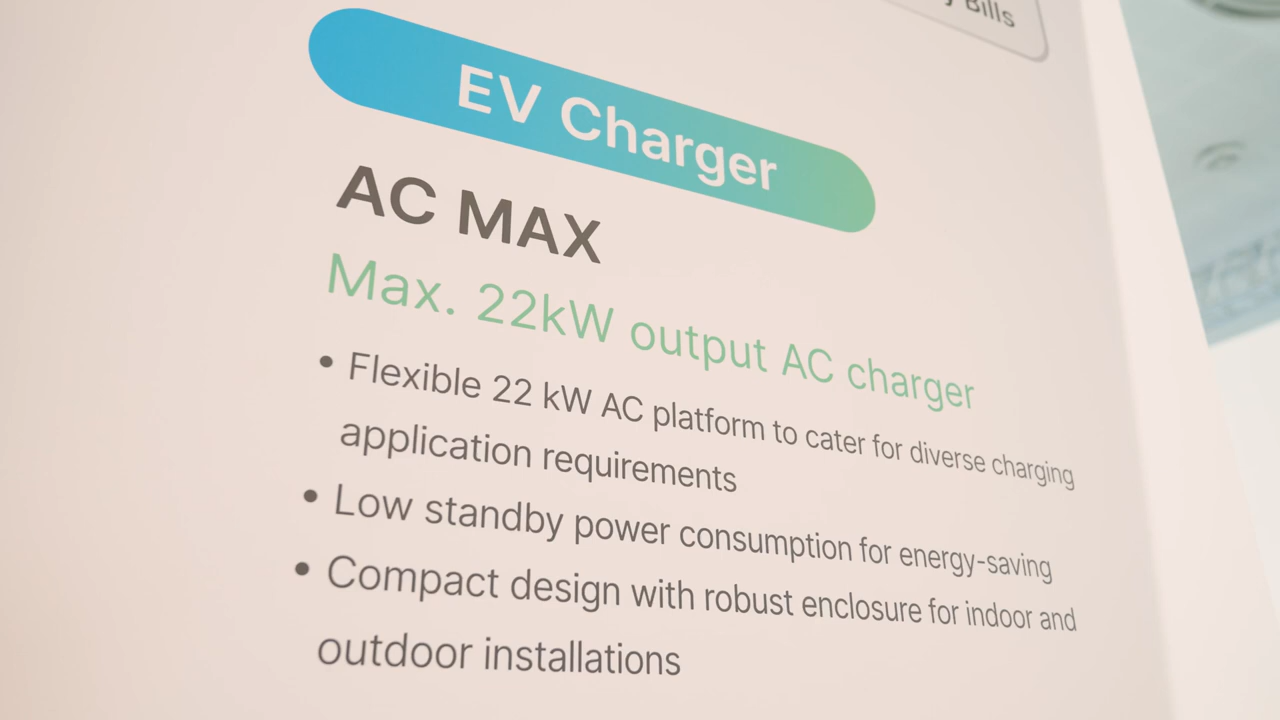 Bills
EV Charger
AC MAX
Max. 22kW output AC charger
• Flexible 22 kW AC platform to cater for diverse charging
application requirements
• Low standby power consumption for energy-saving
• Compact design with robust enclosure for indoor and
outdoor installations